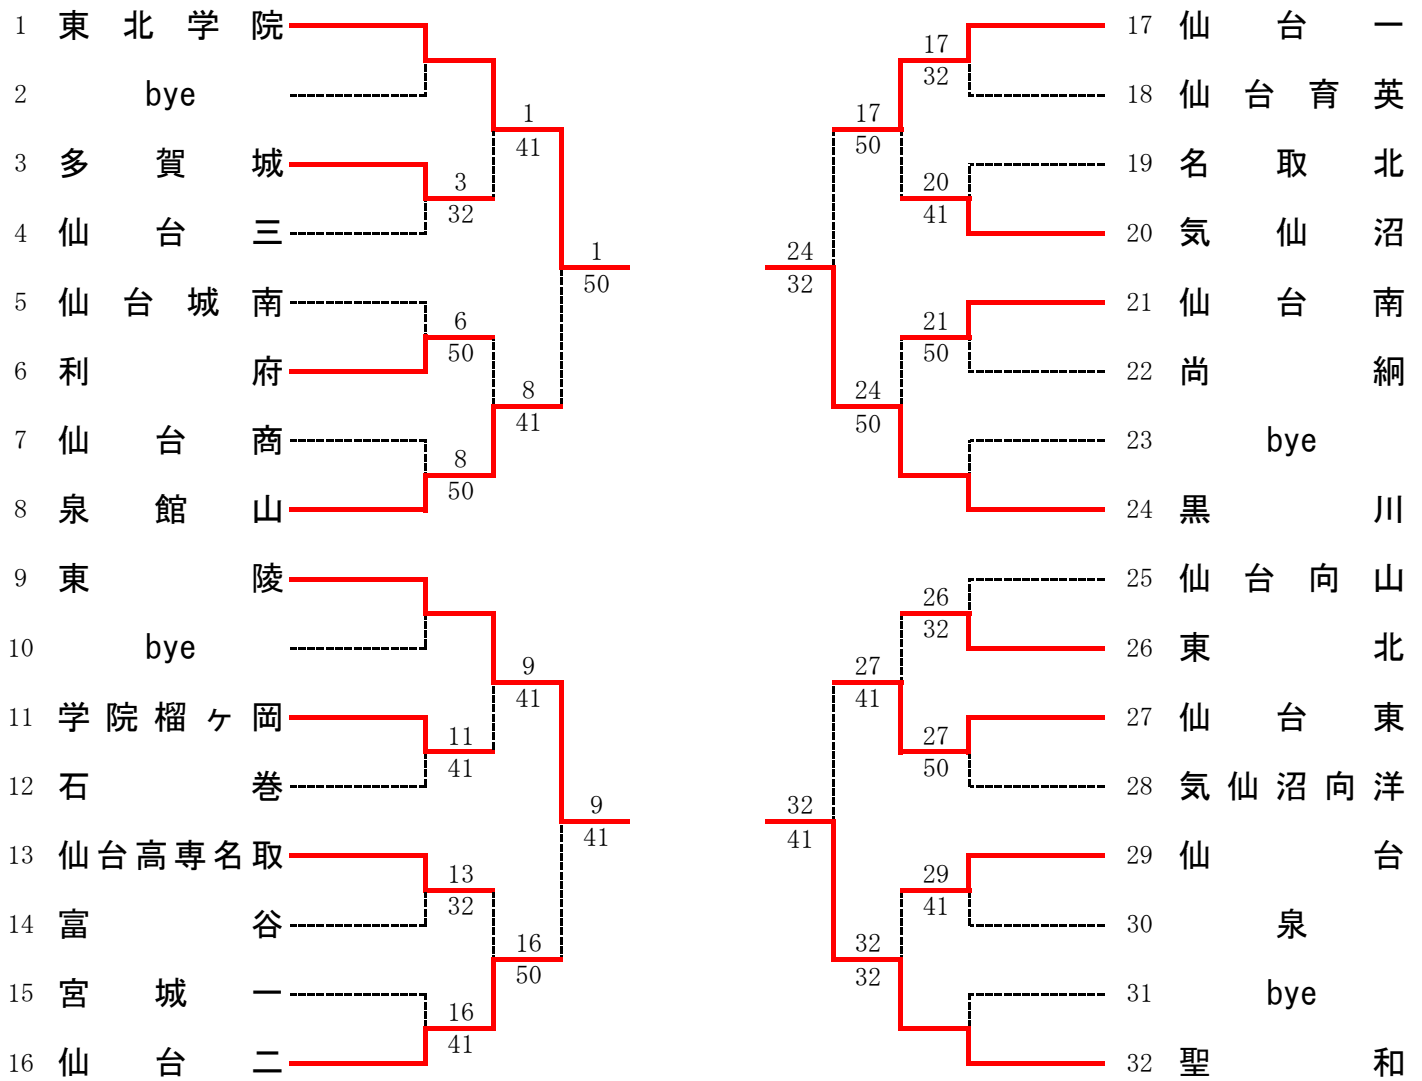 1 東北学院
2 bye
3 多賀城
4 仙台三
5 仙台城南
6 利府
7 仙台商
8 泉館山
9 東陵
10 bye
11 学院榴ヶ岡
12 石巻
13 仙台高専名取
14 富谷
15 宮城一
16 仙台二
3
32
6
50
8
50
11
41
13
32
16
41
1
41
8
41
9
41
16
50
1
50
9
41
24
32
32
41
17
50
24
50
27
41
32
32
17
32
20
41
21
50
26
32
27
50
29
41
17 仙台一
18 仙台育英
19 名取北
20 気仙沼
21 仙台南
22 尚絅
23 bye
24 黒川
25 仙台向山
26 東北
27 仙台東
28 気仙沼向洋
29 仙台
30 泉
31 bye
32 聖和